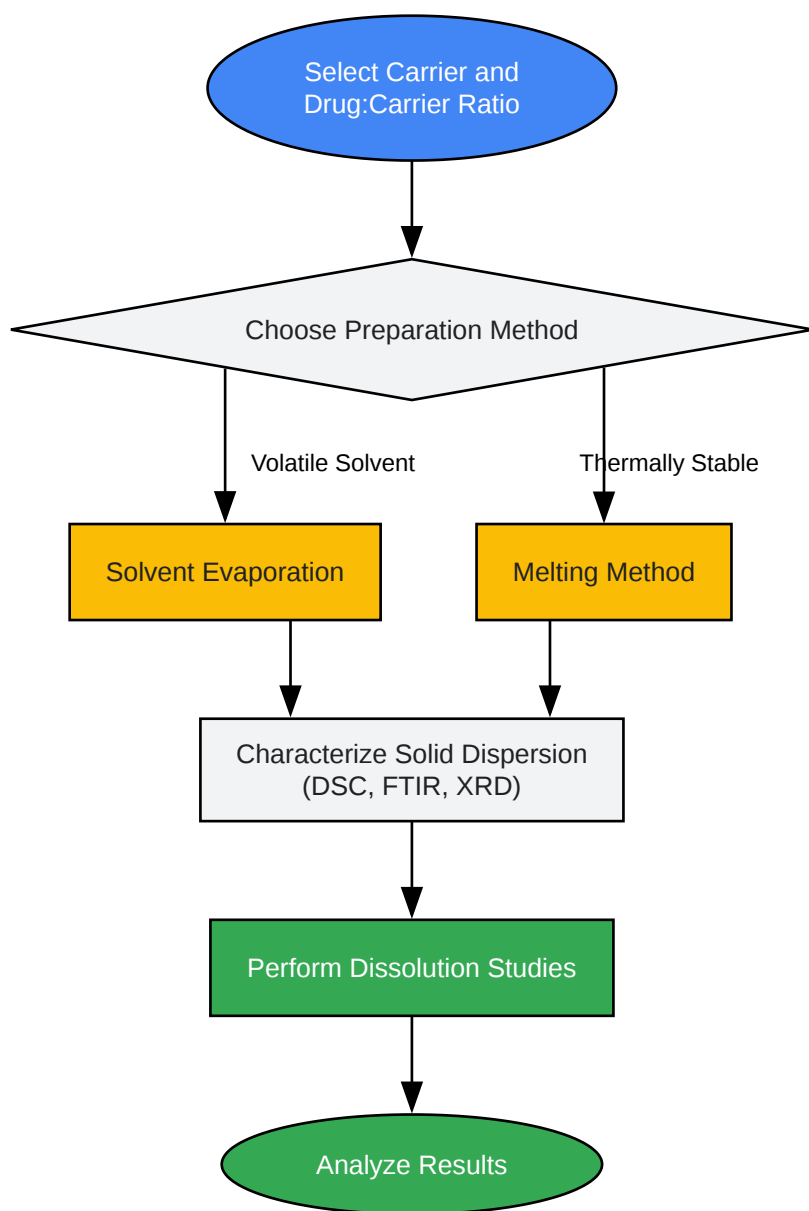 Select Carrier and
Drug:Carrier Ratio
Choose Preparation Method
Volatile Solvent
Thermally Stable
Solvent Evaporation
Melting Method
Characterize Solid Dispersion
(DSC, FTIR, XRD)
Perform Dissolution Studies
Analyze Results